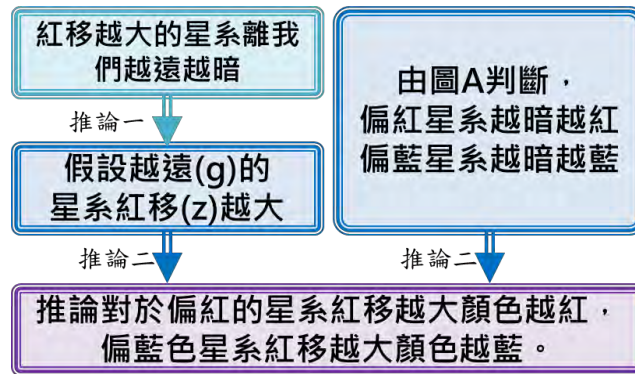 紅移越大的星系離我
們越遠越暗
由圖A判斷，
偏紅星系越暗越紅
偏藍星系越暗越藍
推論一
假設越遠(g)的
星系紅移(z)越大
推論二
推論二
推論對於偏紅的星系紅移越大顏色越紅，
偏藍色星系紅移越大顏色越藍。